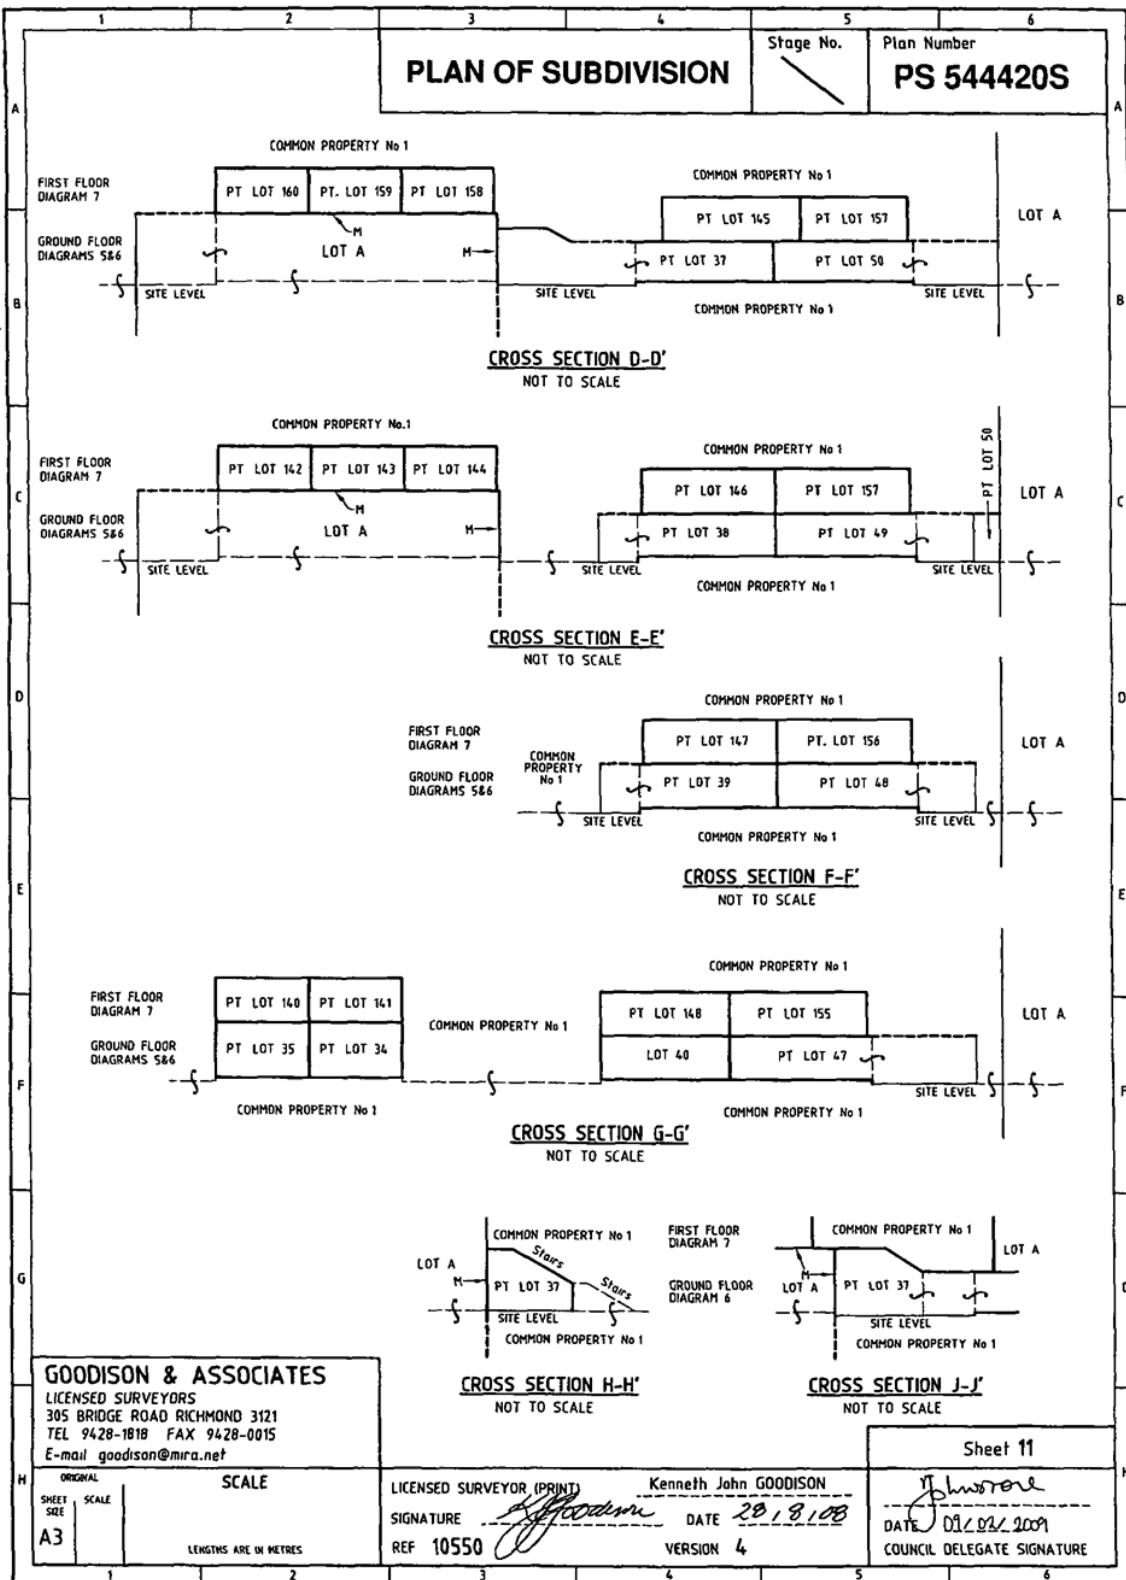 1 2 3 4 5 6
PLAN OF SUBDIVISION
Stage No.
Plan Number
PS 544420S
A A
COMMON PROPERTY No 1
FIRST FLOOR
DIAGRAM 7
PT LOT 160 PT. LOT 159 PT LOT 158
COMMON PROPERTY No 1
PT LOT 145 PT LOT 157
LOT A
GROUND FLOOR
DIAGRAMS 5&6
M
LOT A
M
PT LOT 37 PT LOT 50
SITE LEVEL SITE LEVEL SITE LEVEL
B B
COMMON PROPERTY No 1
CROSS SECTION D-D'
NOT TO SCALE
COMMON PROPERTY No.1
FIRST FLOOR
DIAGRAM 7
PT LOT 142 PT LOT 143 PT LOT 144
COMMON PROPERTY No 1
PT LOT 146 PT LOT 157
PT LOT 50
LOT A
C C
GROUND FLOOR
DIAGRAMS 5&6
M
LOT A
M
PT LOT 38 PT LOT 49
SITE LEVEL SITE LEVEL SITE LEVEL
COMMON PROPERTY No 1
CROSS SECTION E-E'
NOT TO SCALE
D D
COMMON PROPERTY No 1
FIRST FLOOR
DIAGRAM 7
PT LOT 147 PT. LOT 156
LOT A
COMMON
PROPERTY
No 1
GROUND FLOOR
DIAGRAMS 5&6
PT LOT 39 PT LOT 48
SITE LEVEL SITE LEVEL
COMMON PROPERTY No 1
CROSS SECTION F-F'
NOT TO SCALE
E E
COMMON PROPERTY No 1
FIRST FLOOR
DIAGRAM 7
PT LOT 140 PT LOT 141
PT LOT 148 PT LOT 155
LOT A
COMMON PROPERTY No 1
GROUND FLOOR
DIAGRAMS 5&6
PT LOT 35 PT LOT 34
LOT 40 PT LOT 47
SITE LEVEL
F F
COMMON PROPERTY No 1
COMMON PROPERTY No 1
CROSS SECTION G-G'
NOT TO SCALE
COMMON PROPERTY No 1
Stairs
LOT A
M
PT LOT 37
Stairs
SITE LEVEL
COMMON PROPERTY No 1
CROSS SECTION H-H'
NOT TO SCALE
FIRST FLOOR
DIAGRAM 7
COMMON PROPERTY No 1
LOT A
GROUND FLOOR
DIAGRAM 6
M
LOT A
PT LOT 37
SITE LEVEL
COMMON PROPERTY No 1
CROSS SECTION J-J'
NOT TO SCALE
G G
GOODISON & ASSOCIATES
LICENSED SURVEYORS
305 BRIDGE ROAD RICHMOND 3121
TEL 9428-1818 FAX 9428-0015
E-mail goodison@mira.net
Sheet 11
H H
ORIGINAL
SHEET
SIZE
SCALE
A3
SCALE
LENGTHS ARE IN METRES
LICENSED SURVEYOR (PRINT) Kenneth John GOODISON
SIGNATURE KJGoodison DATE 28/8/08
REF 10550 VERSION 4
DATE 09/02/2009
COUNCIL DELEGATE SIGNATURE
1 2 3 4 5 6